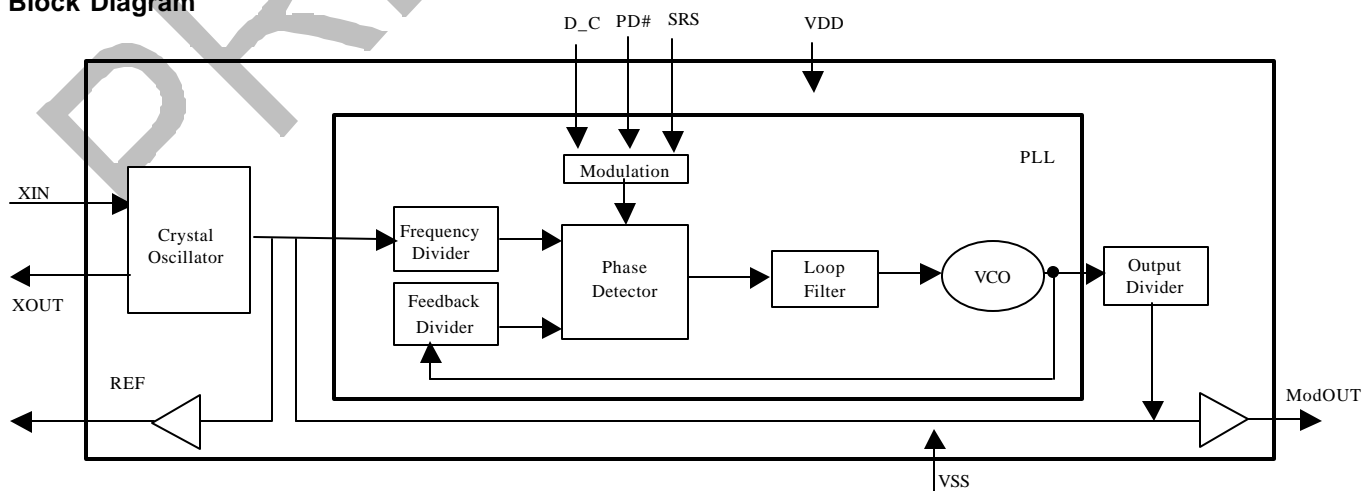 Block Diagram
D_C PD# SRS VDD
PLL
Modulation
XIN
Crystal
Oscillator
Frequency
Divider
Phase
Detector
Loop
Filter
VCO
Output
Divider
Feedback
Divider
XOUT
REF
ModOUT
VSS